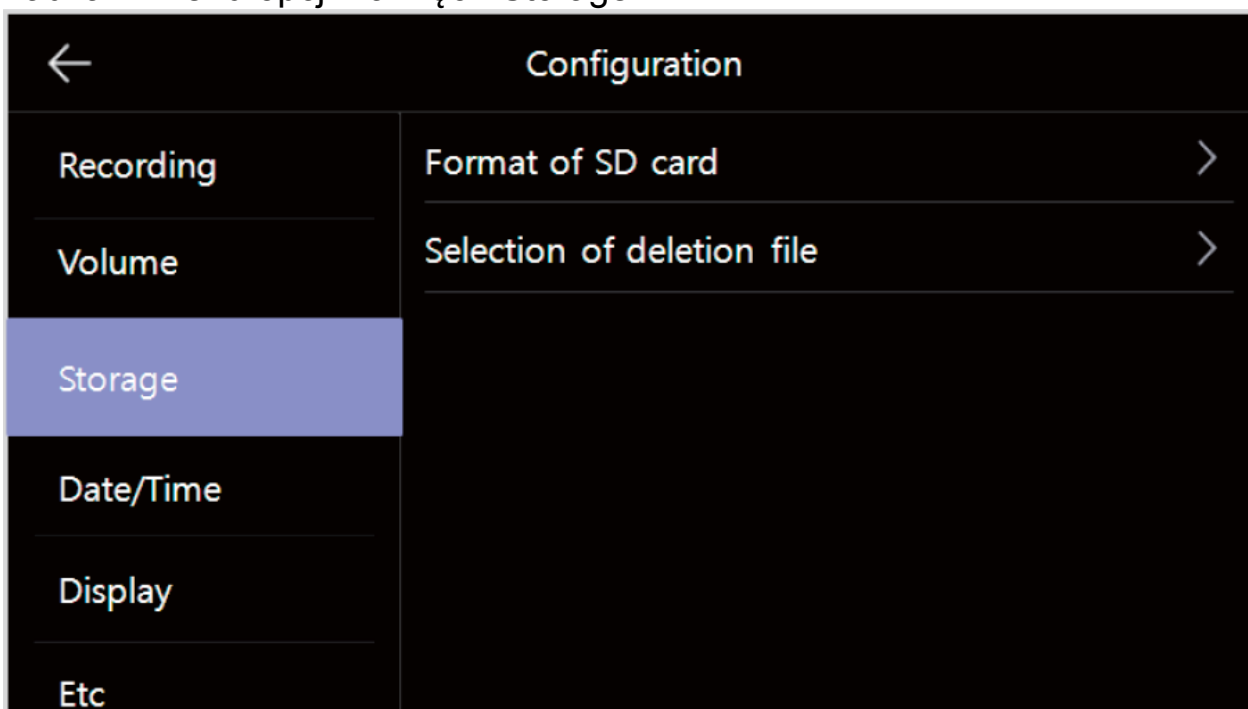 Configuration
Recording
Volume
Storage
Date/Time
Display
Etc
Format of SD card
Selection of deletion file